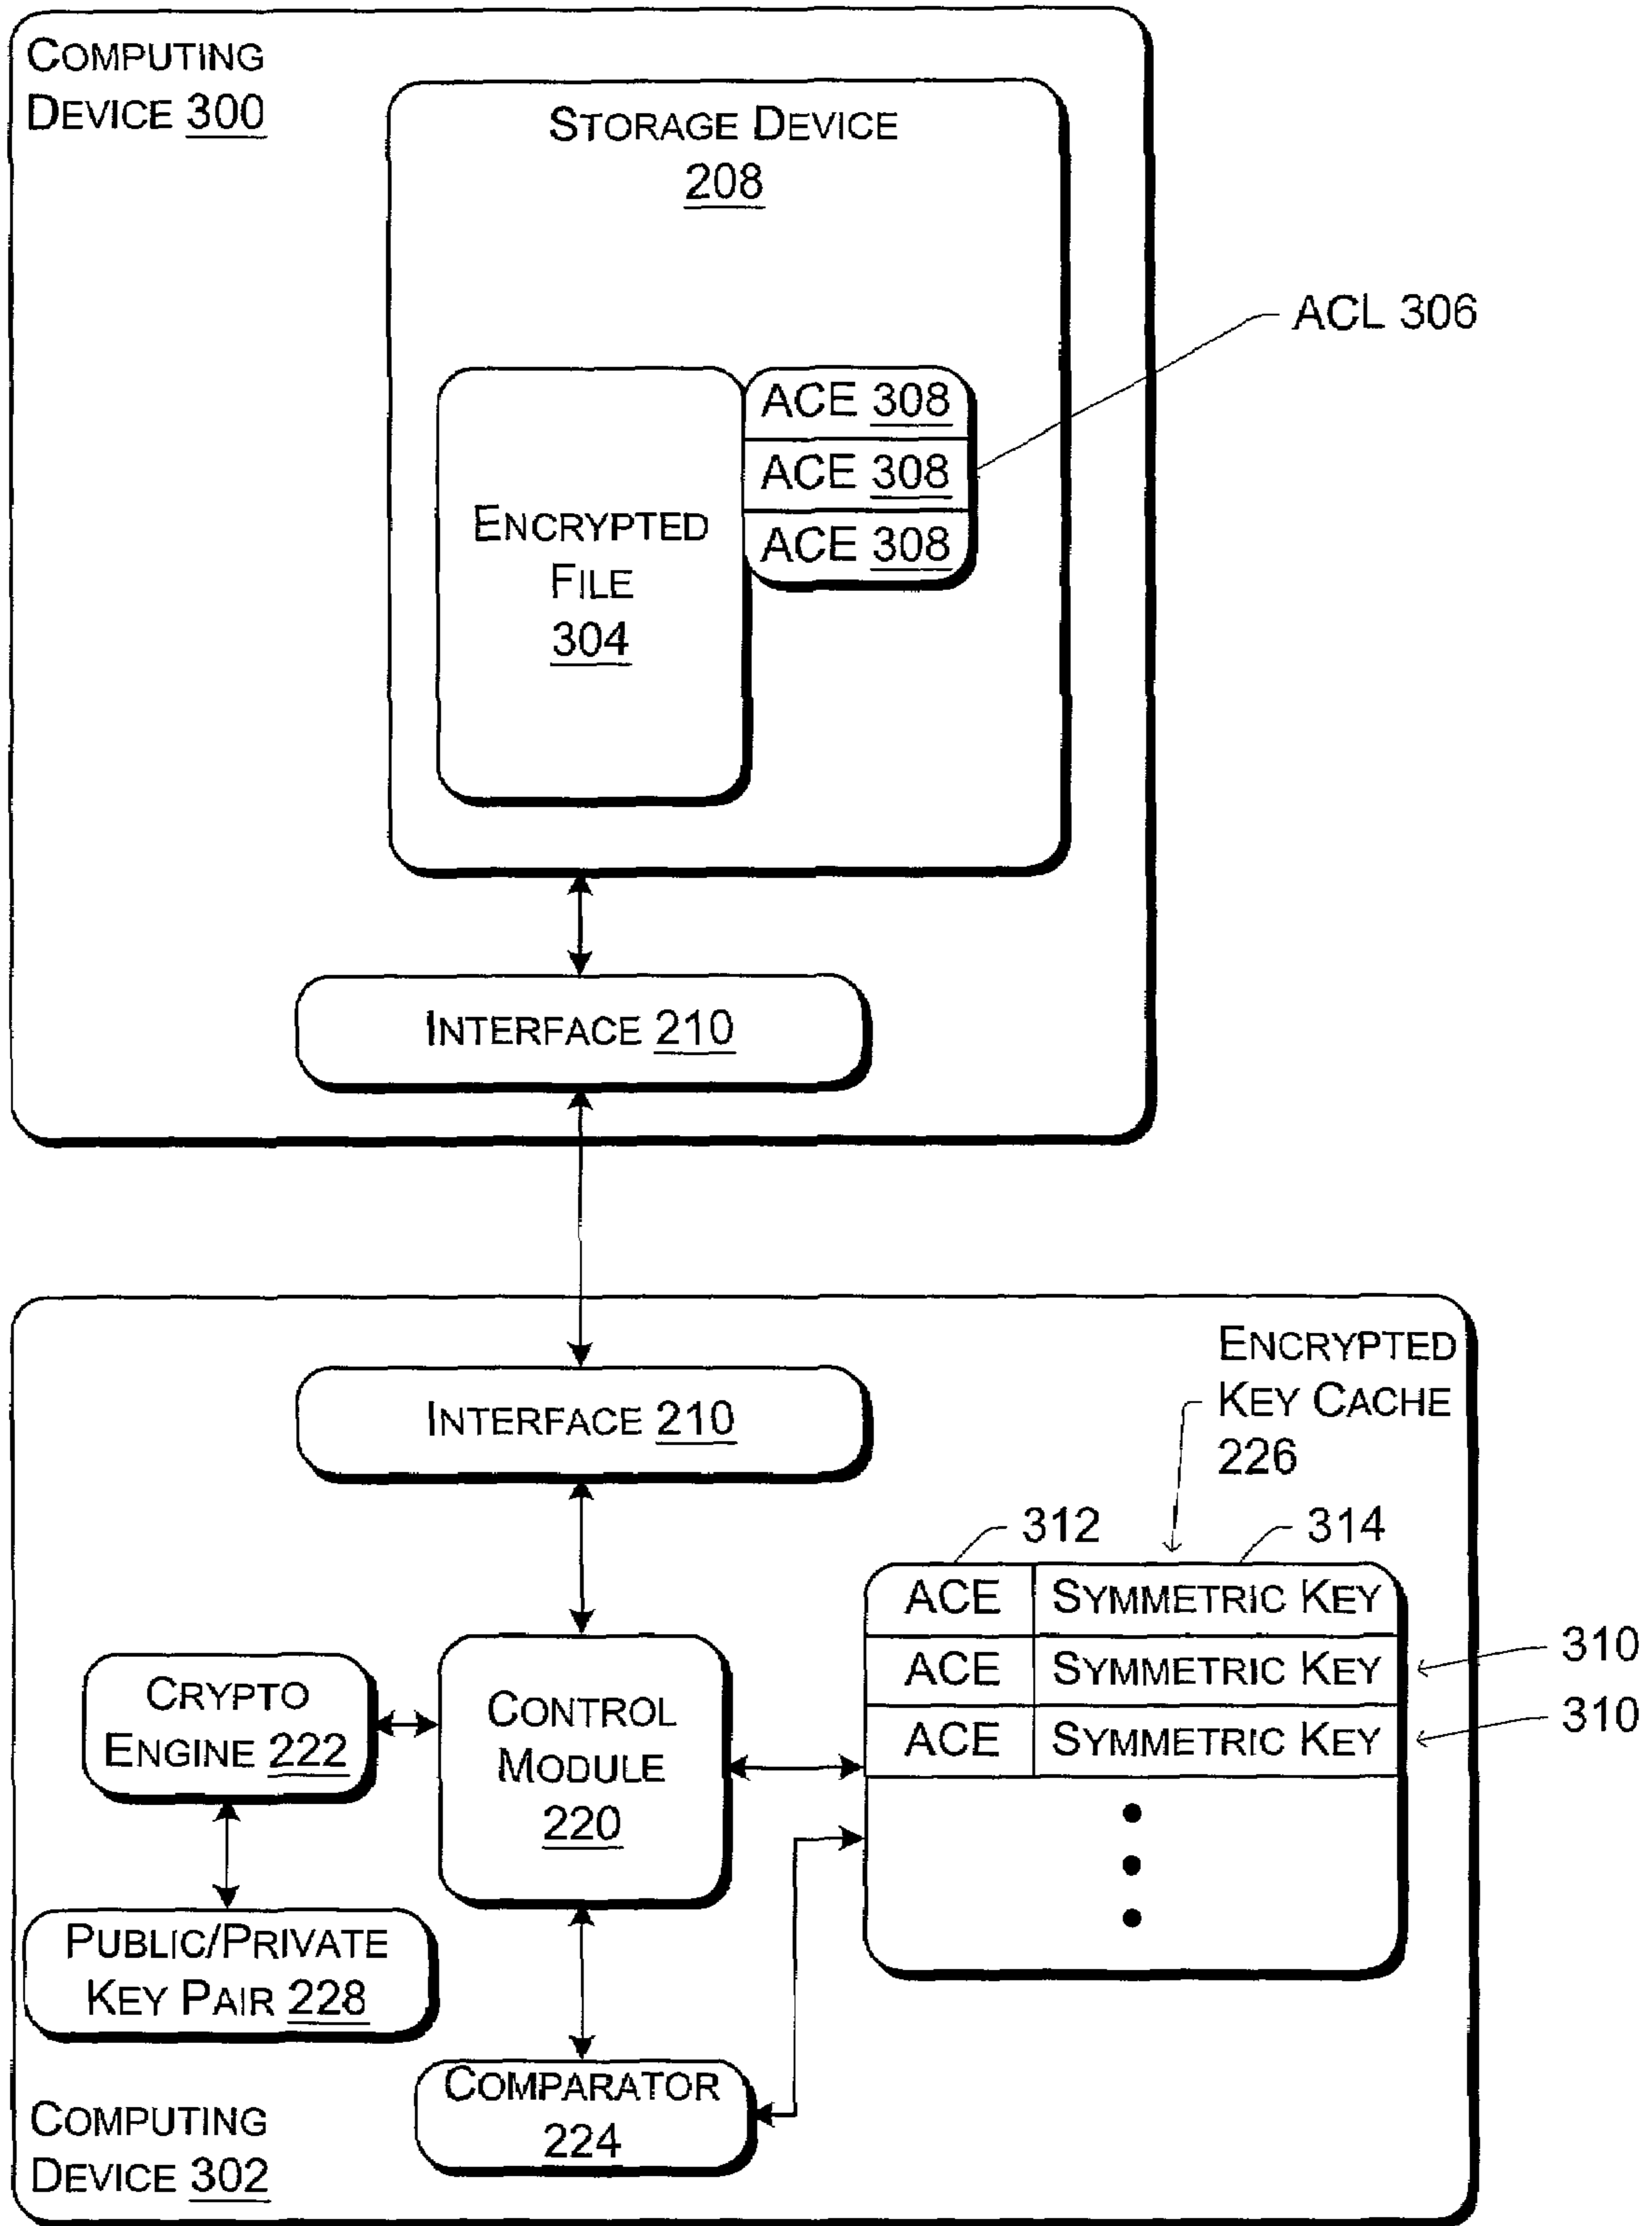 COMPUTING
DEVICE 300
STORAGE DEVICE
208
ACL 306
ACE 308
ACE 308
ACE 308
ENCRYPTED
FILE
304
INTERFACE 210
ENCRYPTED
KEY CACHE
226
INTERFACE 210
312
314
ACE SYMMETRIC KEY
ACE SYMMETRIC KEY
310
ACE SYMMETRIC KEY
310
CRYPTO
ENGINE 222
CONTROL
MODULE
220
PUBLIC/PRIVATE
KEY PAIR 228
COMPARATOR
224
COMPUTING
DEVICE 302